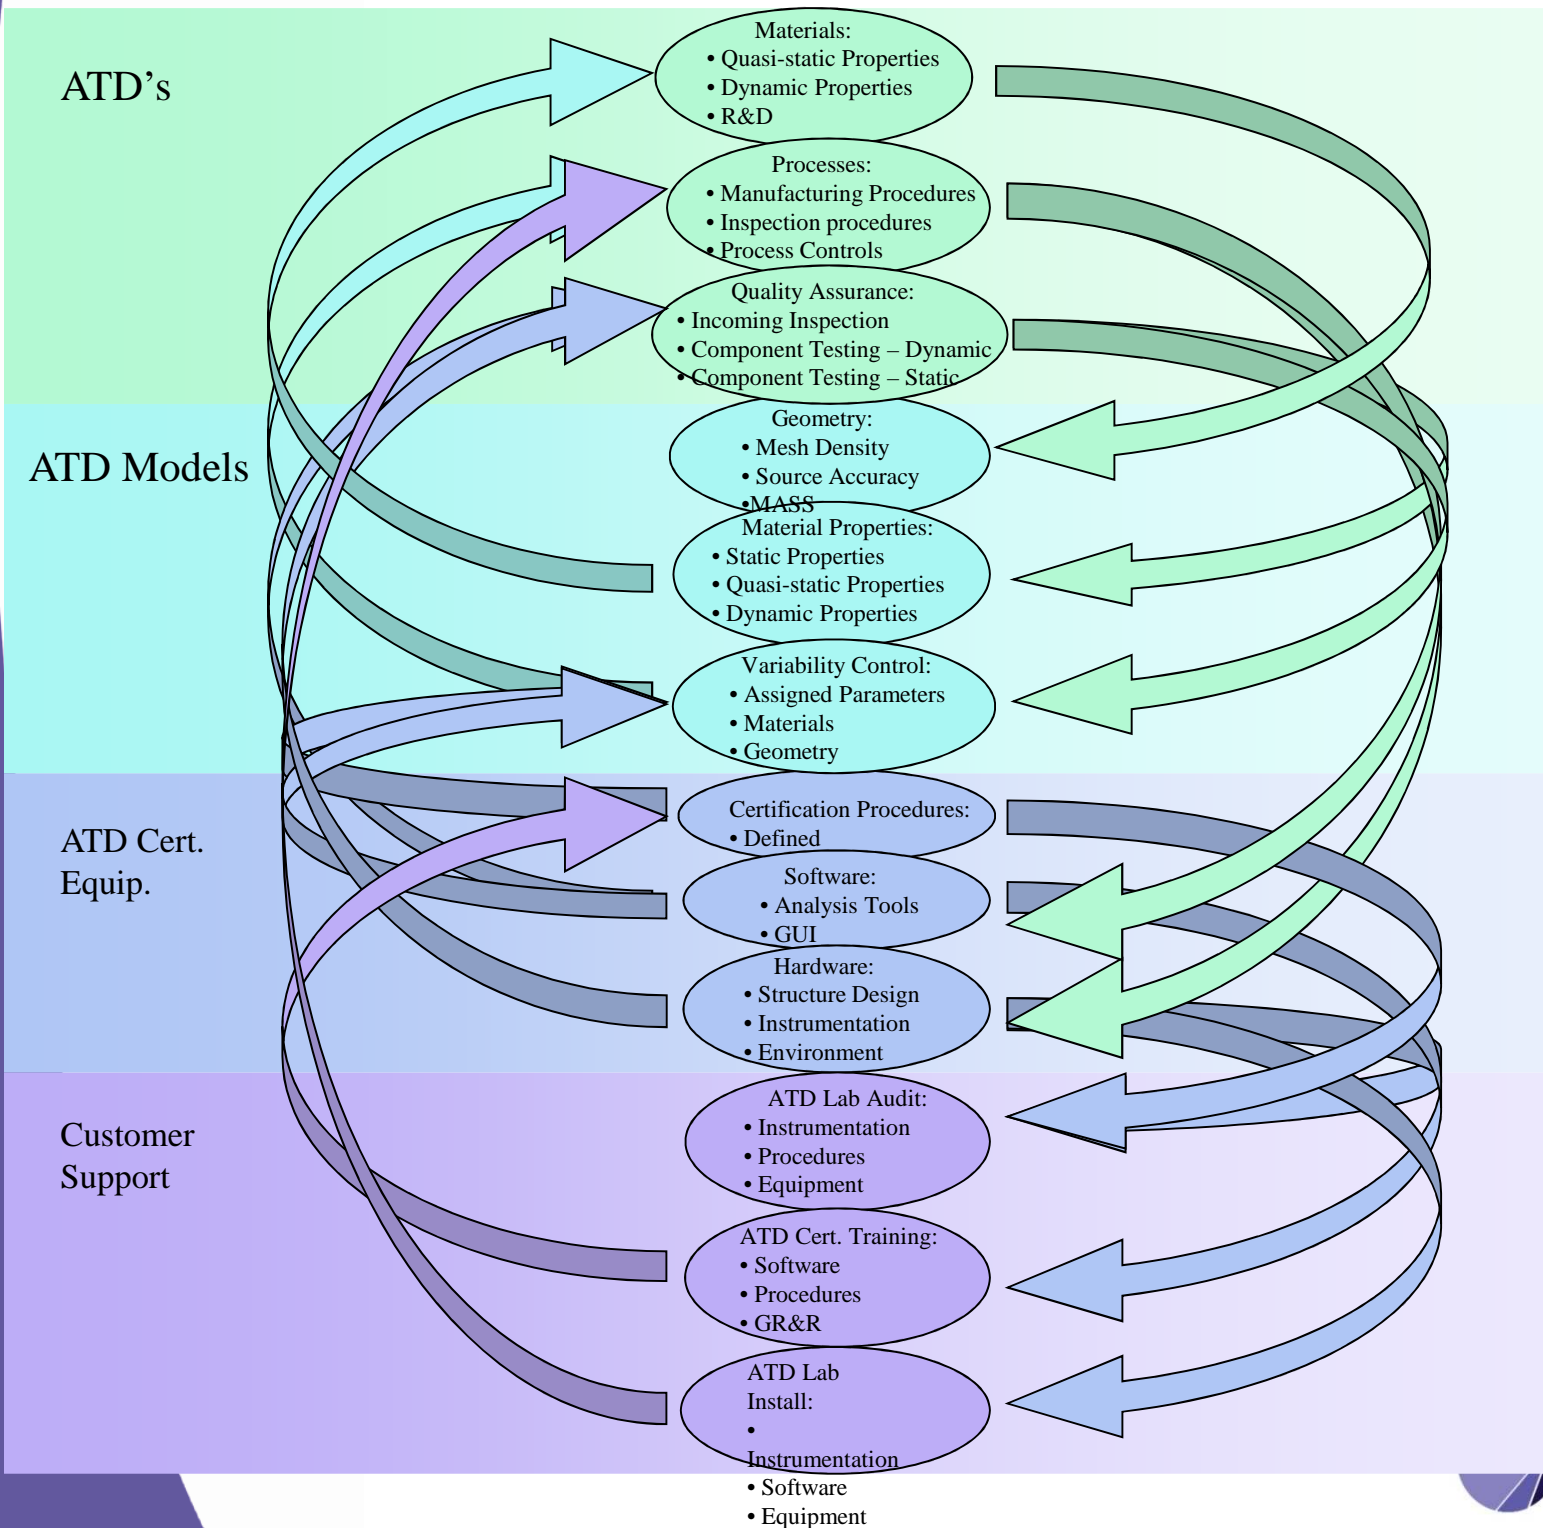 ATD's
Materials:
• Quasi-static Properties
• Dynamic Properties
• R&D
Processes:
• Manufacturing Procedures
• Inspection procedures
• Process Controls
Quality Assurance:
• Incoming Inspection
• Component Testing – Dynamic
• Component Testing – Static
ATD Models
Geometry:
• Mesh Density
• Source Accuracy
•MASS
Material Properties:
• Static Properties
• Quasi-static Properties
• Dynamic Properties
Variability Control:
• Assigned Parameters
• Materials
• Geometry
ATD Cert.
Equip.
Certification Procedures:
• Defined
Software:
• Analysis Tools
• GUI
Hardware:
• Structure Design
• Instrumentation
• Environment
Customer
Support
ATD Lab Audit:
• Instrumentation
• Procedures
• Equipment
ATD Cert. Training:
• Software
• Procedures
• GR&R
ATD Lab
Install:
•
Instrumentation
• Software
• Equipment